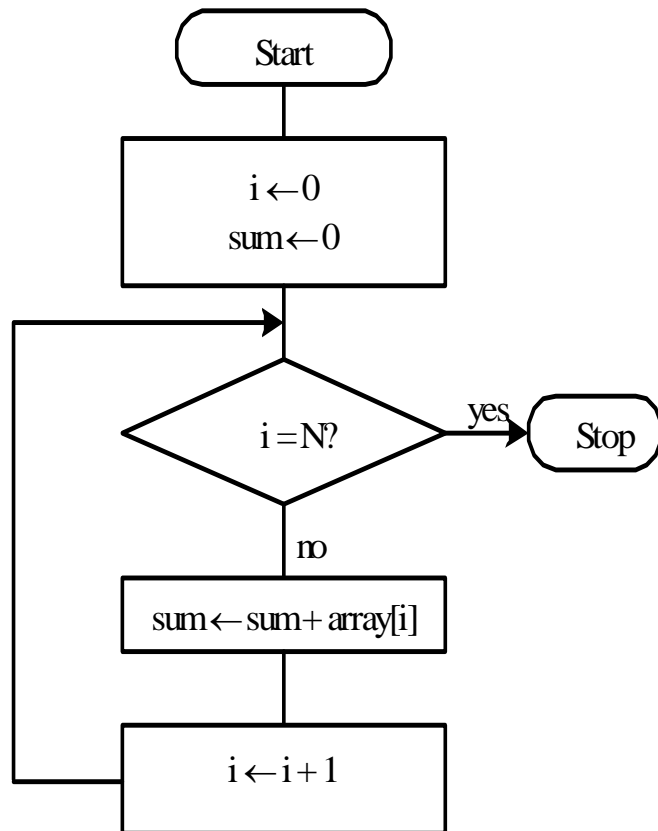 Start
i ← 0
sum ← 0
i = N?
yes
Stop
no
sum ← sum + array[i]
i ← i + 1